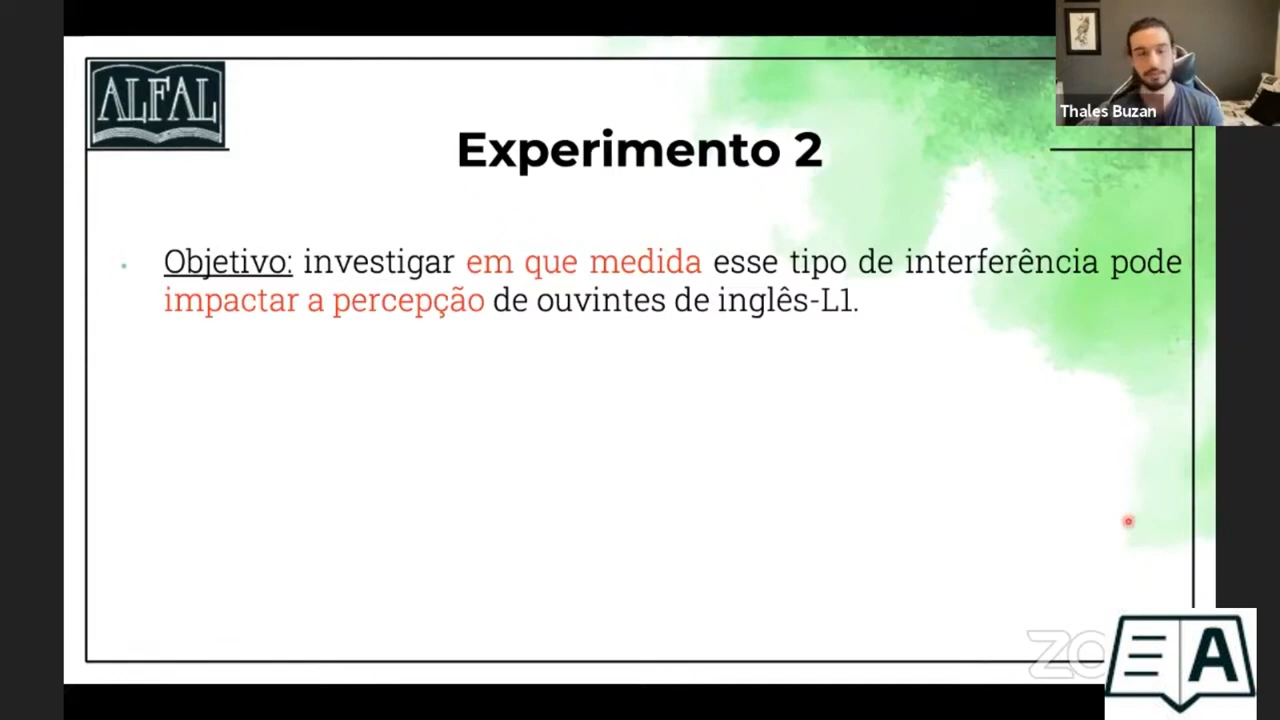 ALFAL
Thales Buzan
Experimento 2
Objetivo: investigar em que medida esse tipo de interferência pode
impactar a percepção de ouvintes de inglês-L1.
ZO
A